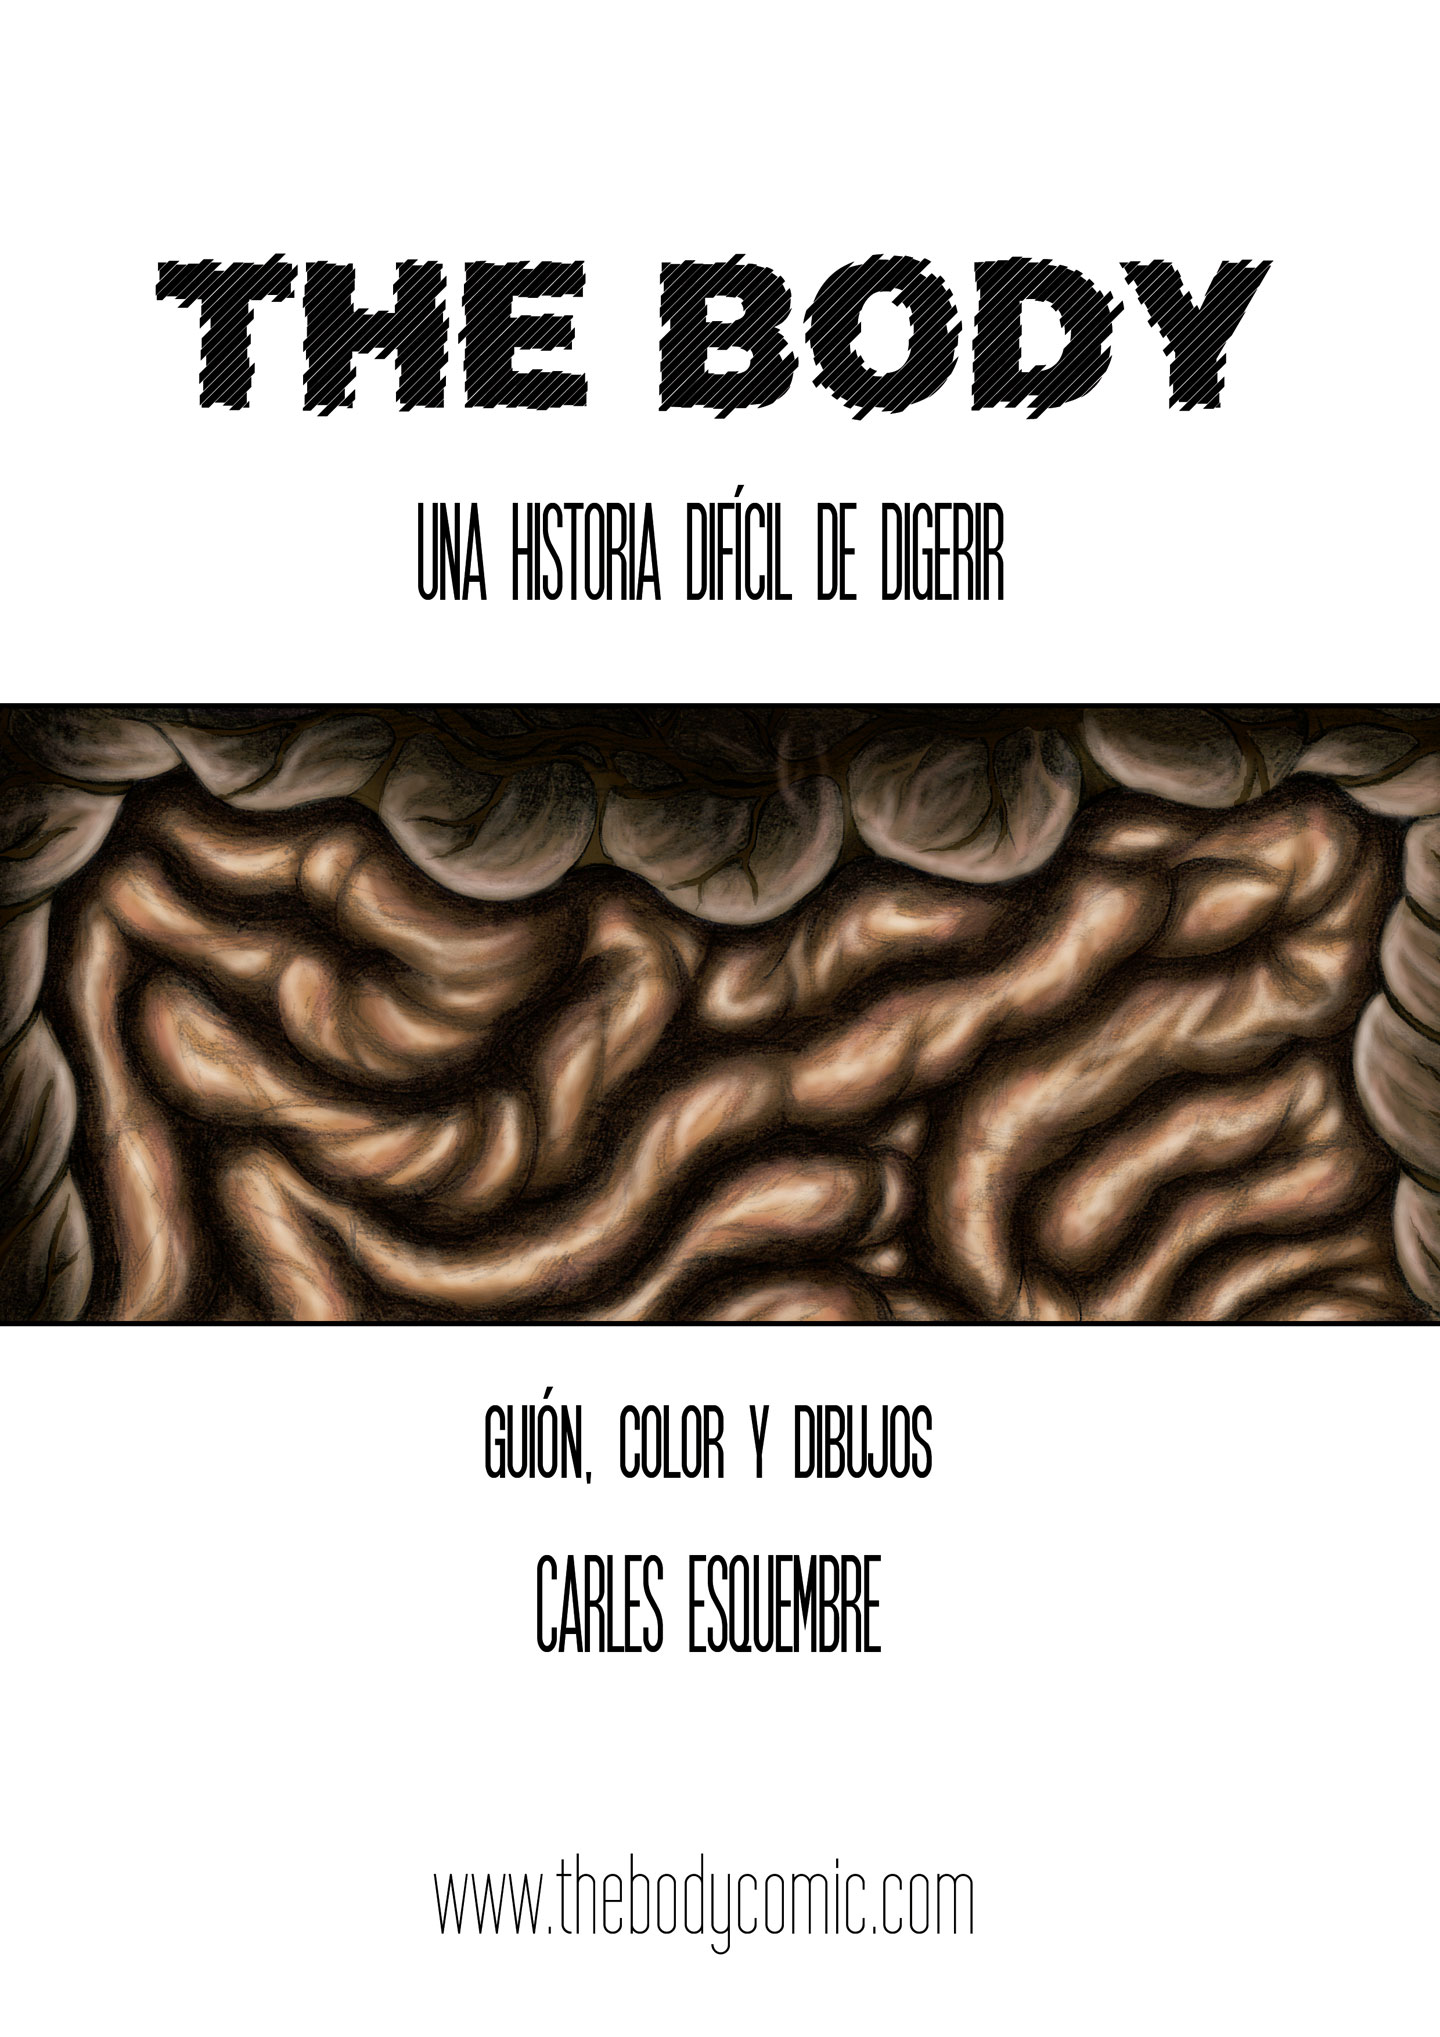 THE BODY
UNA HISTORIA DIFÍCIL DE DIGERIR
GUIÓN, COLOR Y DIBUJOS
CARLES ESQUEMBRE
www.thebodycomic.com